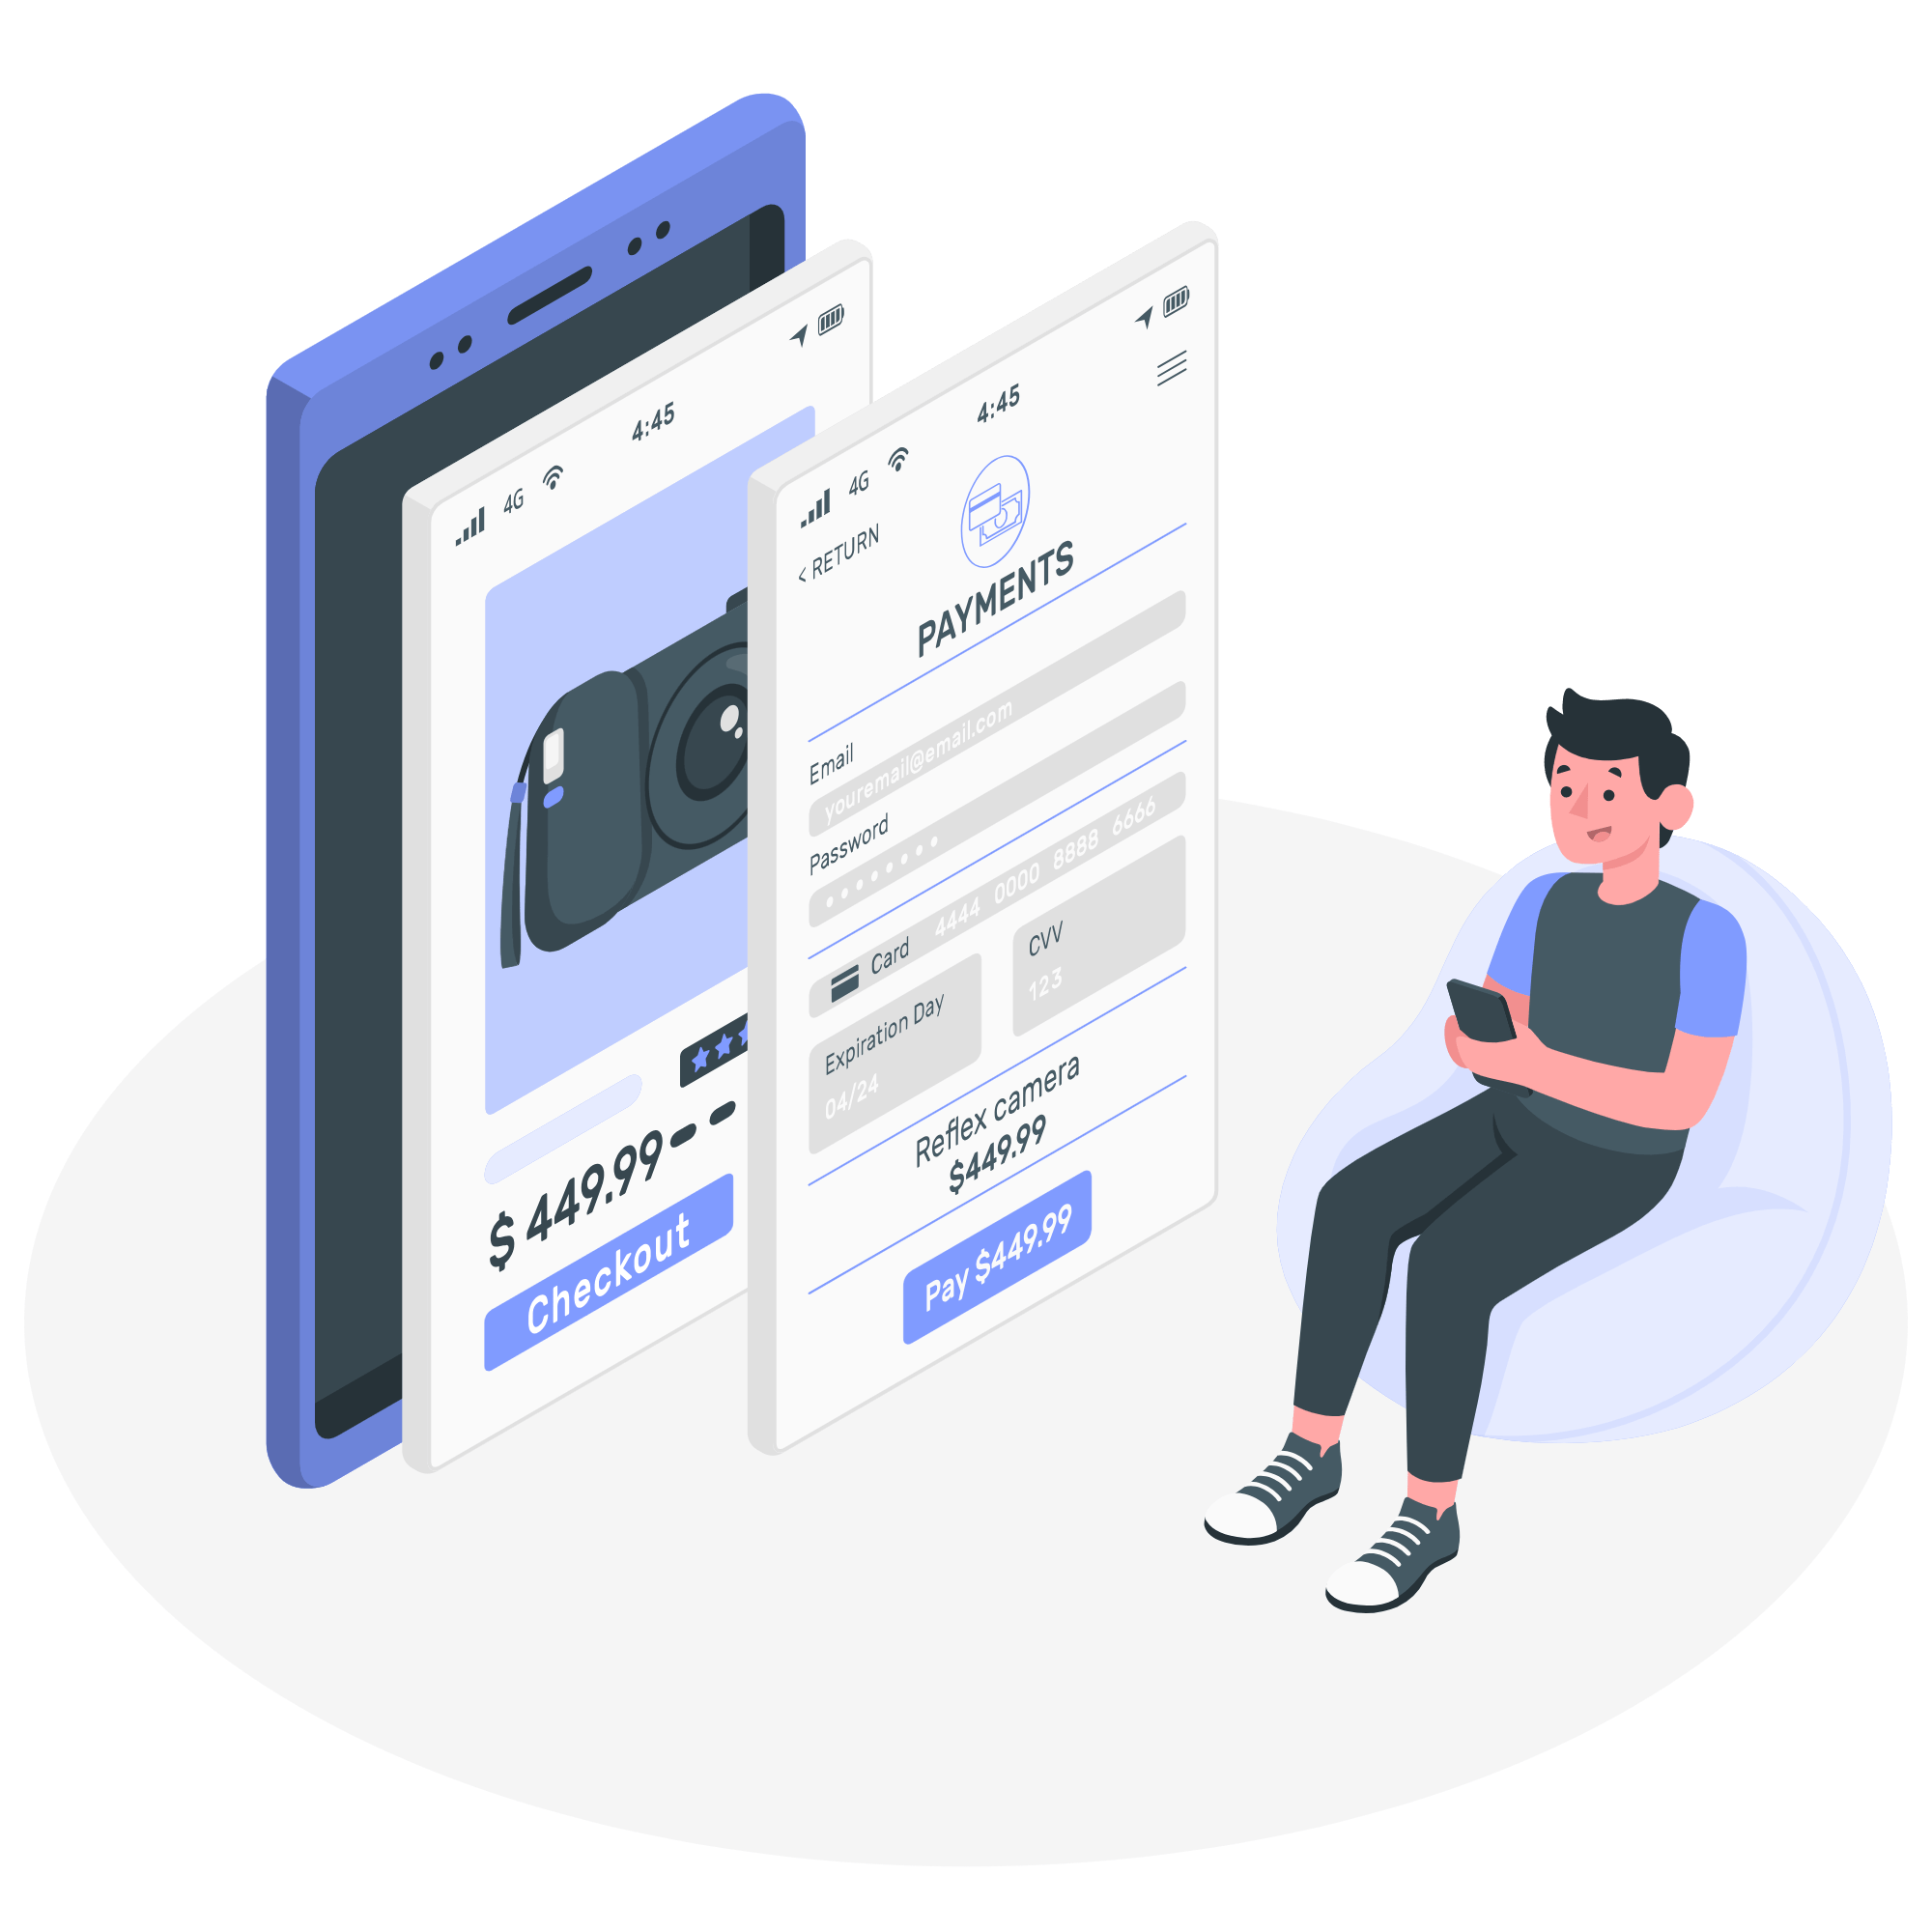 4G
4:45
$ 449.99
Checkout
4G
4:45
< RETURN
PAYMENTS
Email
youremail@email.com
Password
Card 4444 0000 8888 6666
Expiration Day
04/24
CVV
123
Reflex camera
$449.99
Pay $449.99